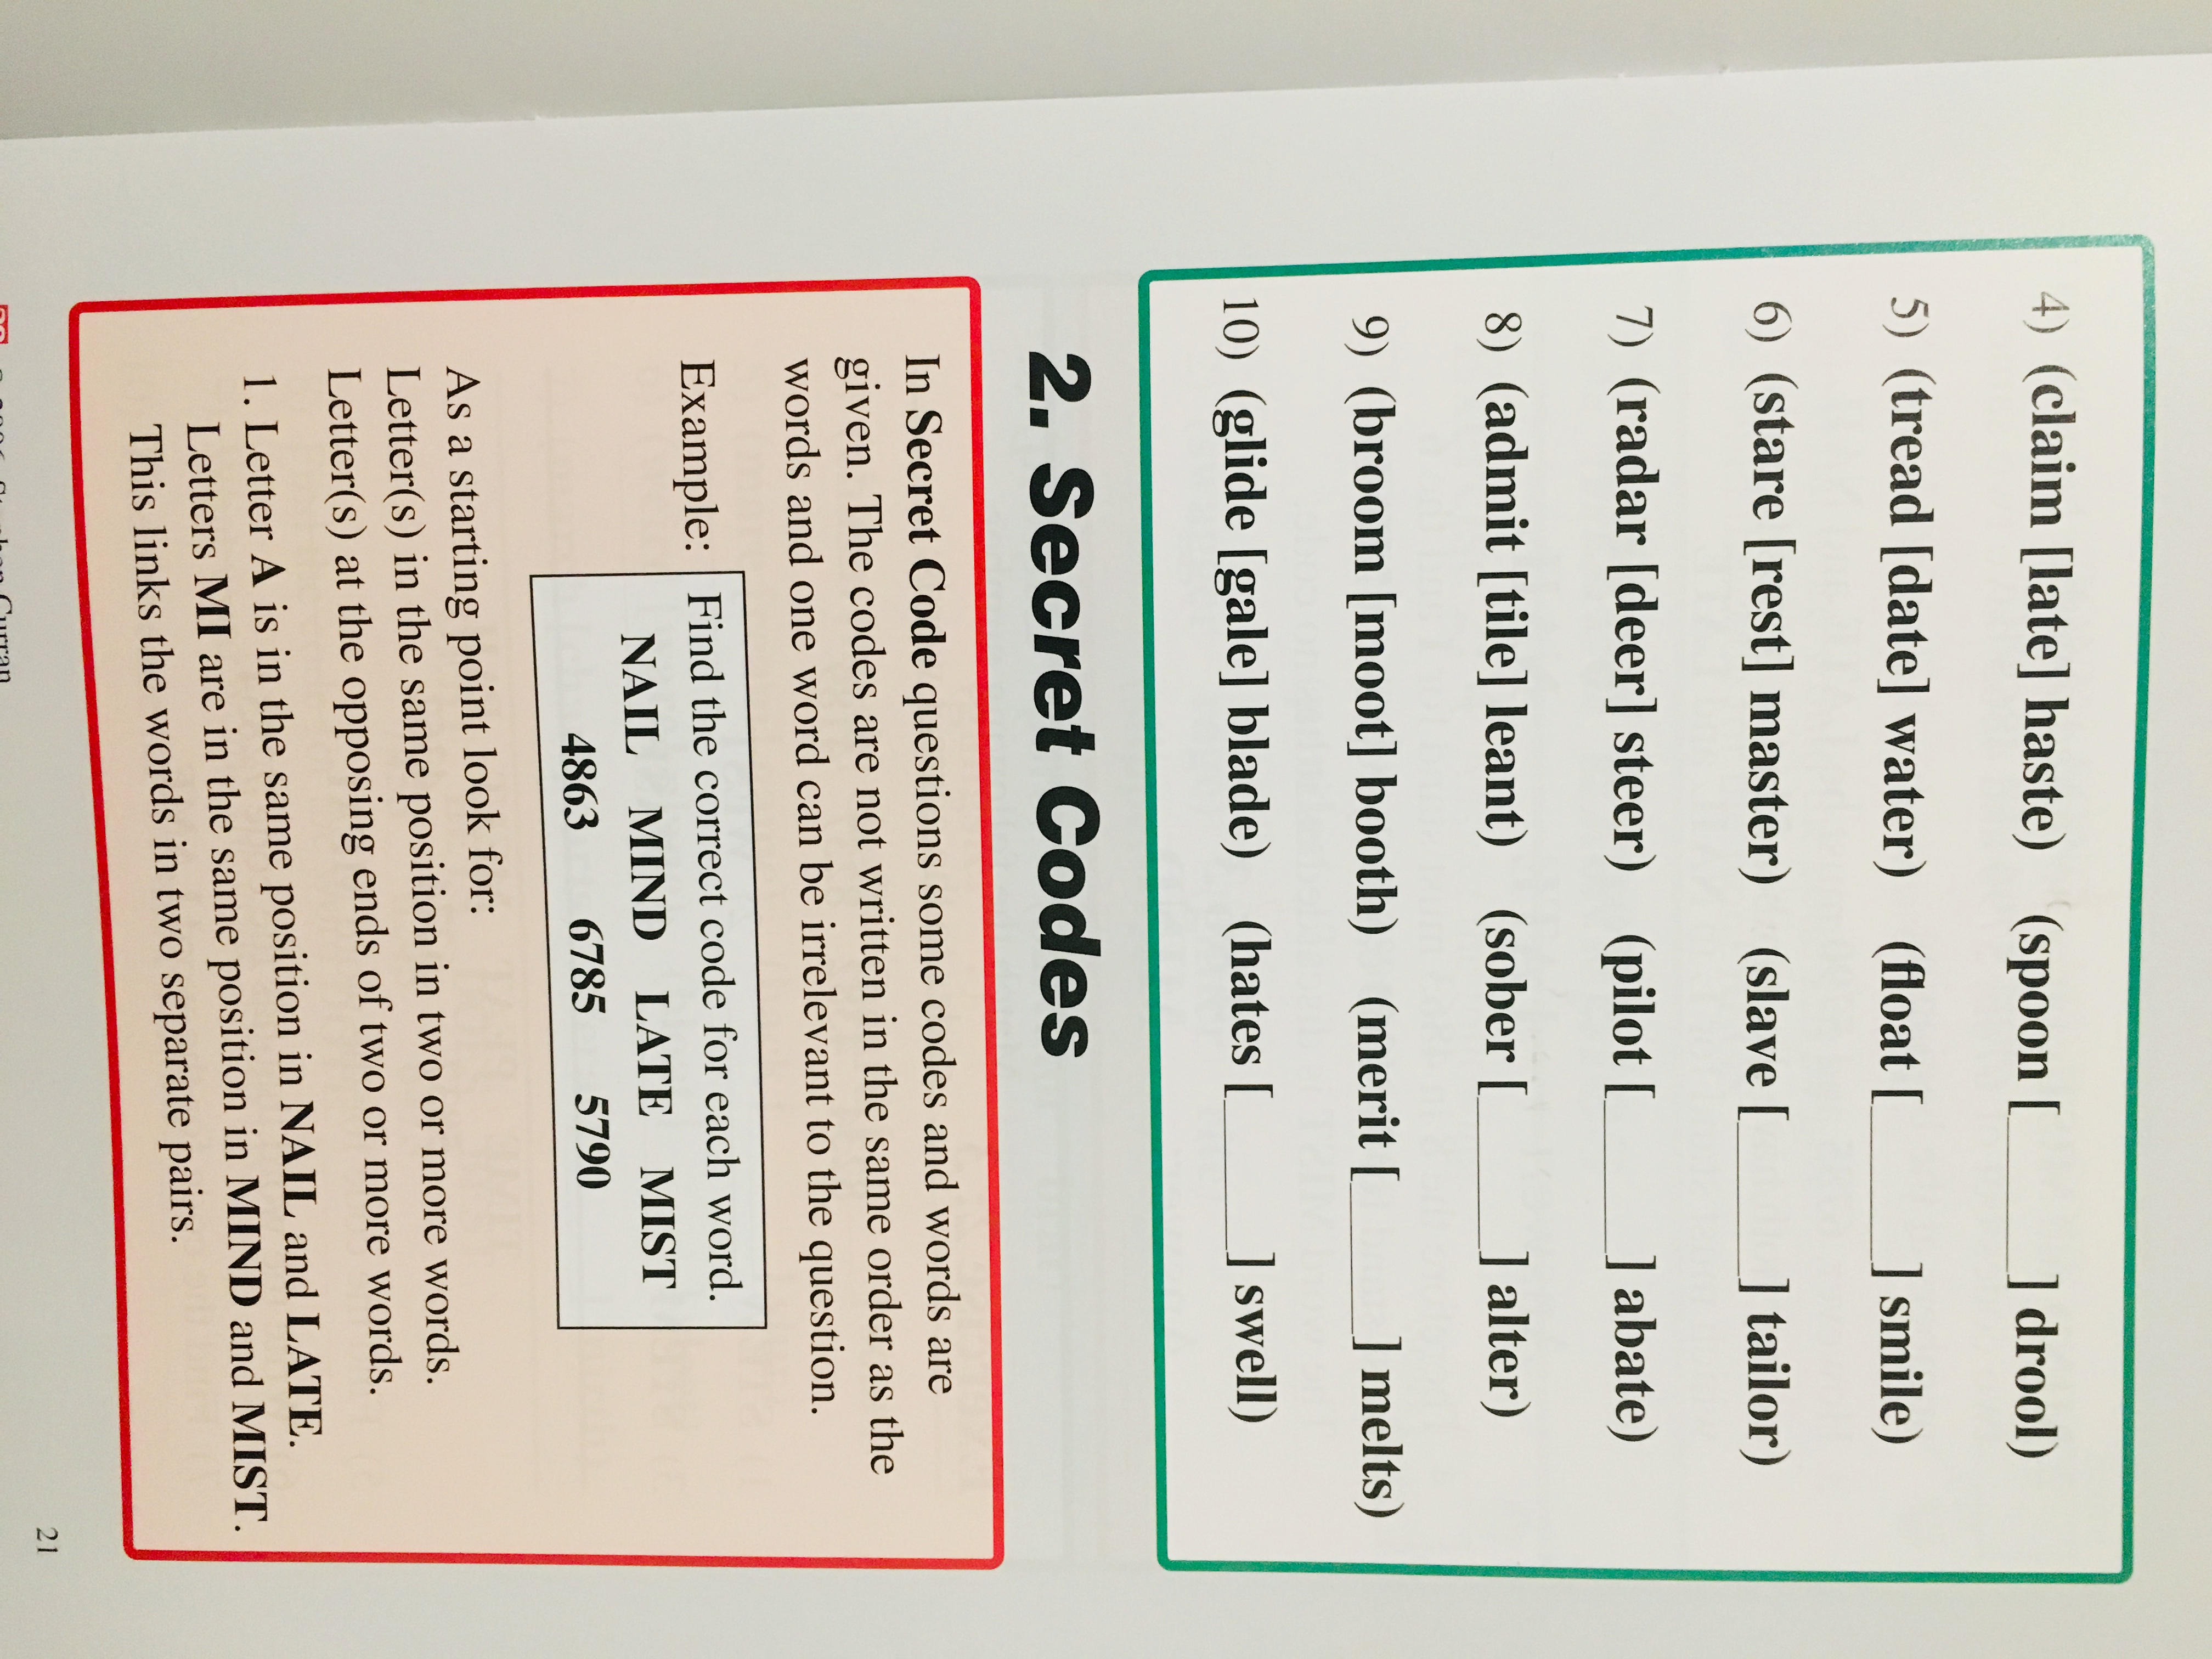 4) (claim [late] haste) (spoon [______] drool)
5) (tread [date] water) (float [______] smile)
6) (stare [rest] master) (slave [______] tailor)
7) (radar [deer] steer) (pilot [______] abate)
8) (admit [tile] leant) (sober [______] alter)
9) (broom [moot] booth) (merit [______] melts)
10) (glide [gale] blade) (hates [______] swell)
2. Secret Codes
In Secret Code questions some codes and words are
given. The codes are not written in the same order as the
words and one word can be irrelevant to the question.
Example: Find the correct code for each word.
NAIL MIND LATE MIST
4863 6785 5790
As a starting point look for:
Letter(s) in the same position in two or more words.
Letter(s) at the opposing ends of two or more words.
1. Letter A is in the same position in NAIL and LATE.
Letters MI are in the same position in MIND and MIST.
This links the words in two separate pairs.
21